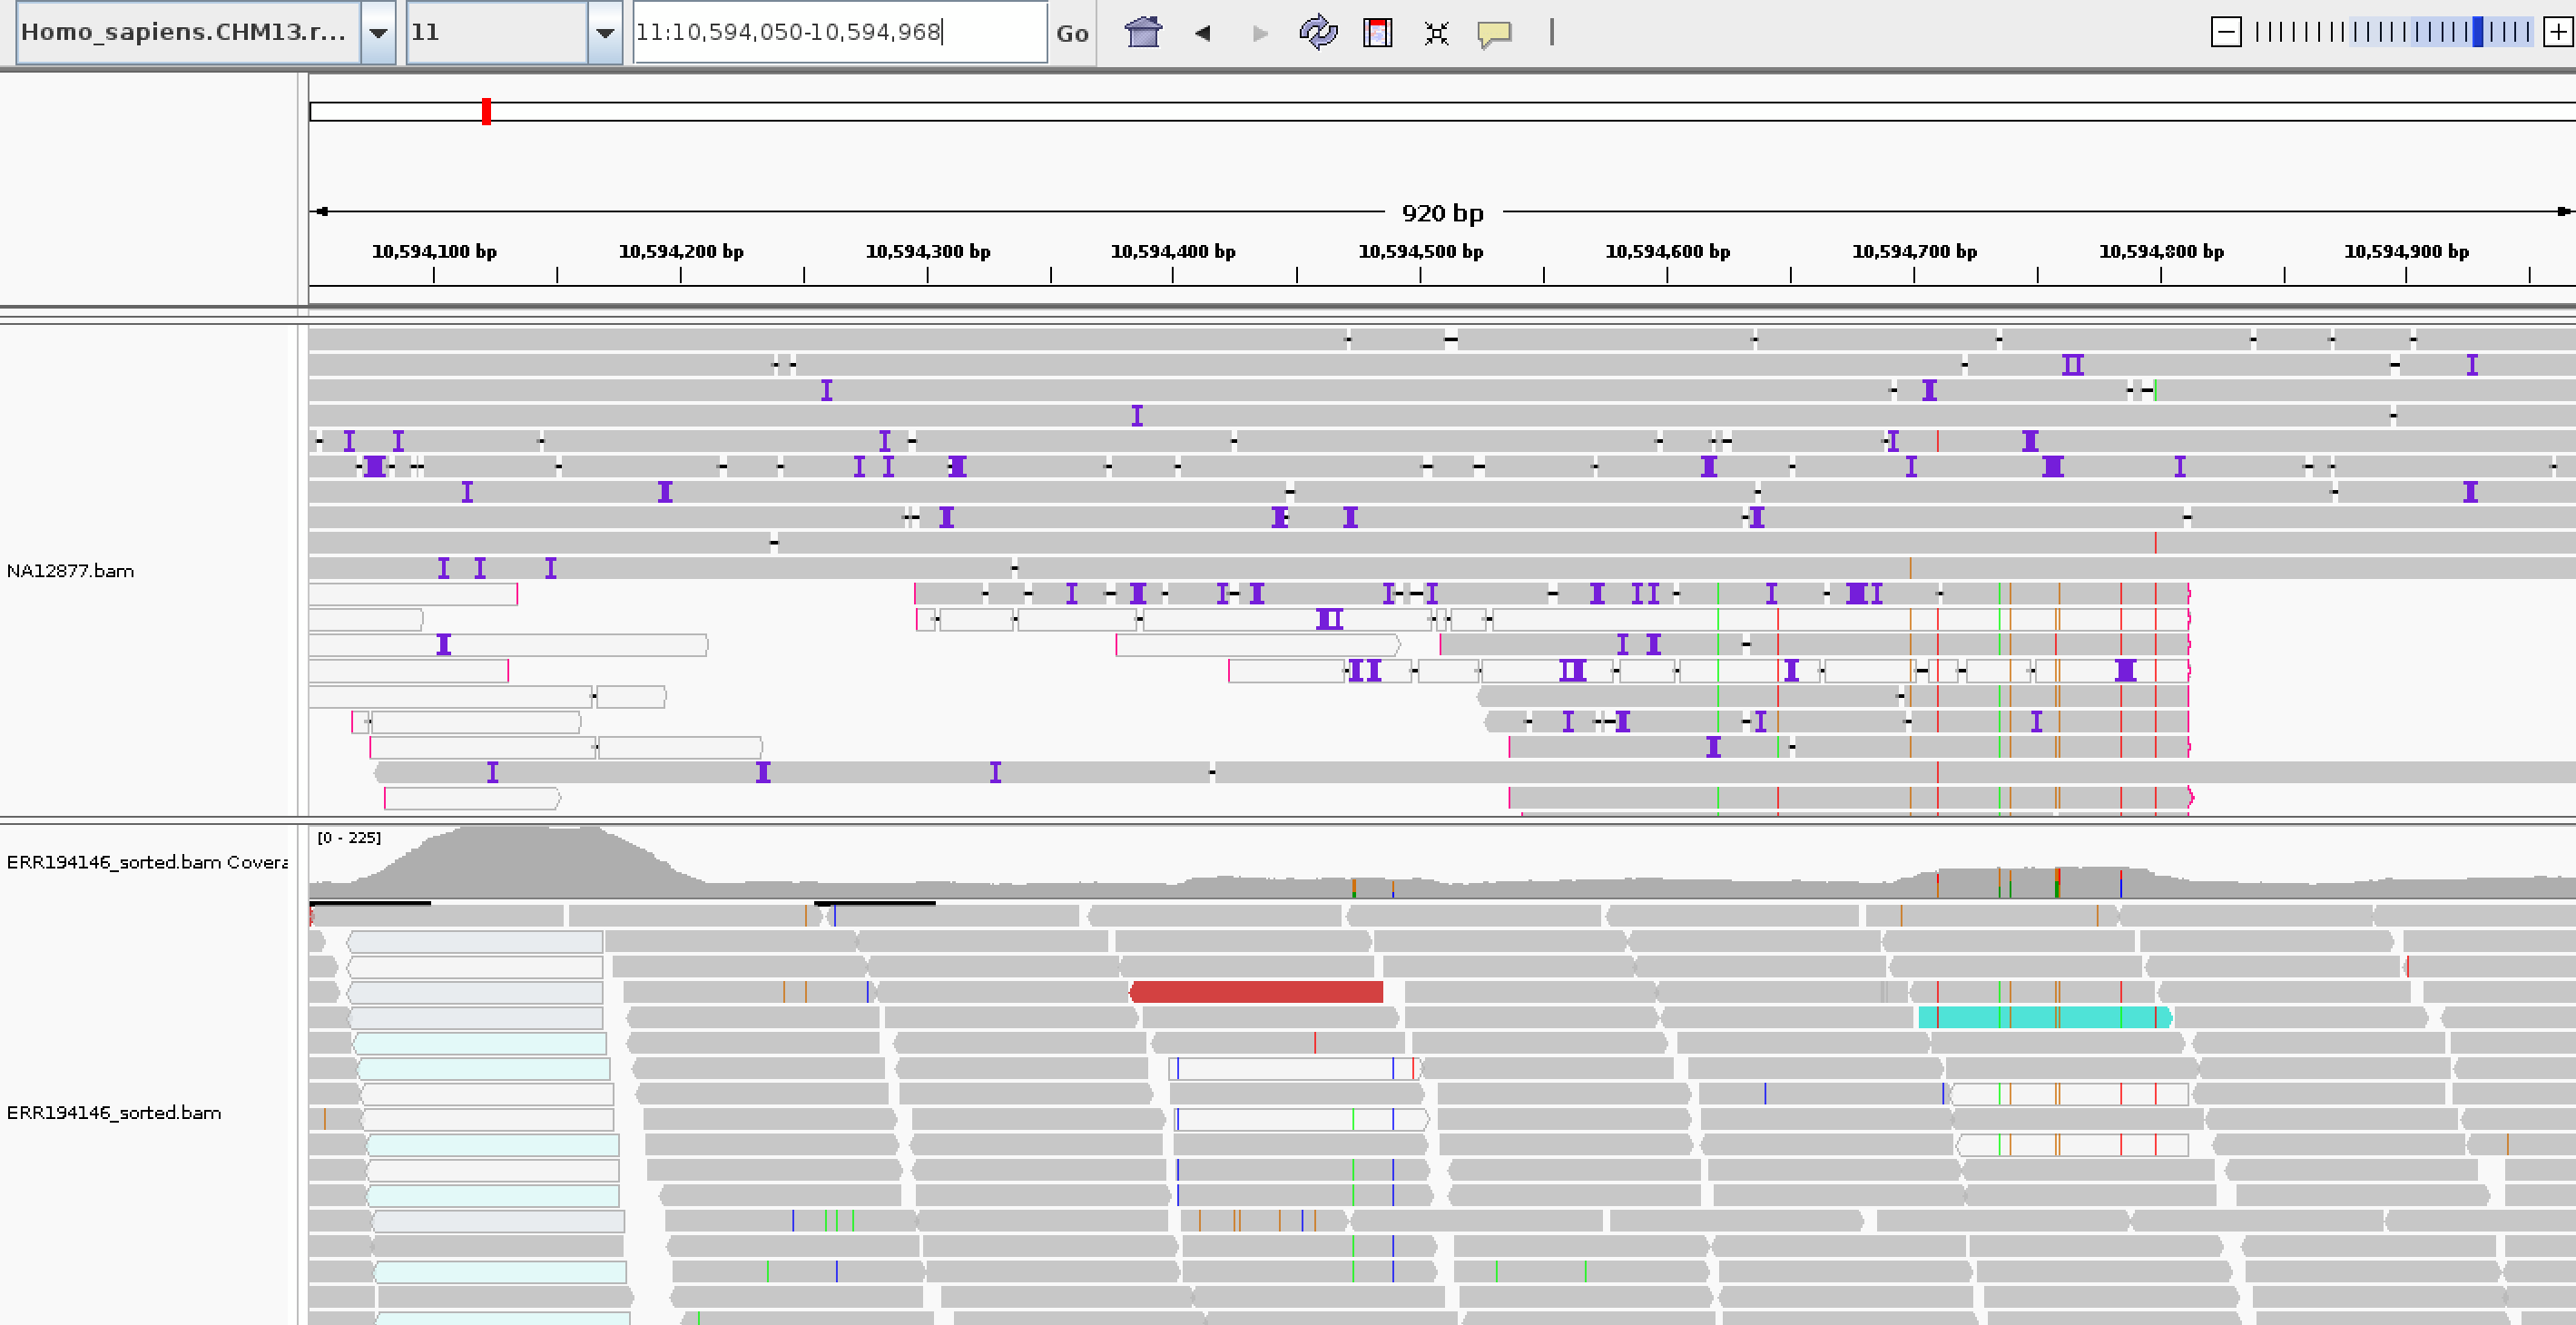 Homo_sapiens.CHM13.r... 11 11:10,594,050-10,594,968 Go
920 bp
10,594,100 bp 10,594,200 bp 10,594,300 bp 10,594,400 bp 10,594,500 bp 10,594,600 bp 10,594,700 bp 10,594,800 bp 10,594,900 bp
NA12877.bam
[0 - 225]
ERR194146_sorted.bam Covera
ERR194146_sorted.bam